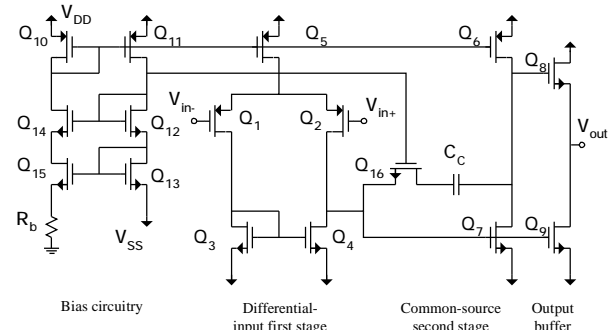 V_DD
Q_10
Q_11
Q_5
Q_6
Q_8
V_in-
V_in+
Q_14
Q_12
Q_1
Q_2
V_out
Q_15
Q_13
Q_16
C_C
R_b
V_SS
Q_3
Q_4
Q_7
Q_9
Bias circuitry
Differential-
input first stage
Common-source
second stage
Output
buffer